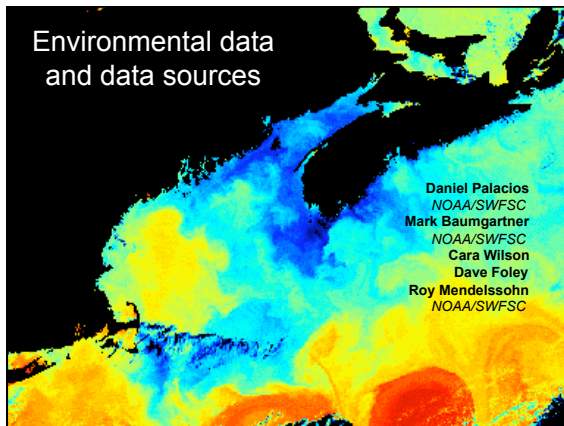 Environmental data
and data sources
Daniel Palacios
NOAA/SWFSC
Mark Baumgartner
NOAA/SWFSC
Cara Wilson
Dave Foley
Roy Mendelssohn
NOAA/SWFSC